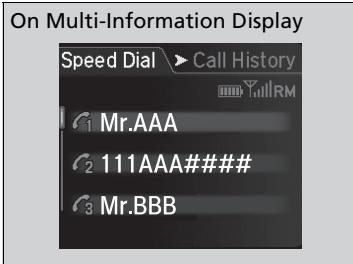 On Multi-Information Display
Speed Dial Call History
RM
1 Mr.AAA
2 111AAA####
3 Mr.BBB